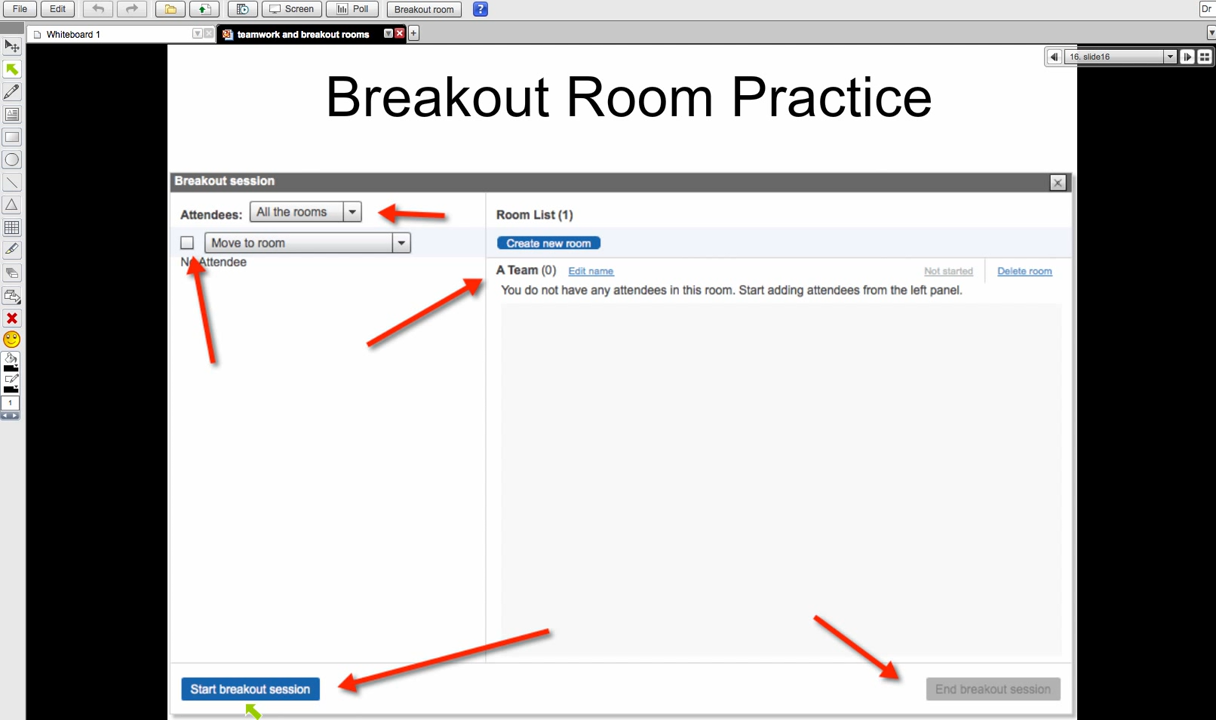 File Edit Screen Poll Breakout room ? Dr
Whiteboard 1 teamwork and breakout rooms +
16. slide16
Breakout Room Practice
Breakout session
Attendees: All the rooms
Room List (1)
Move to room
Create new room
No Attendee
A Team (0) Edit name Not started Delete room
You do not have any attendees in this room. Start adding attendees from the left panel.
1
Start breakout session
End breakout session